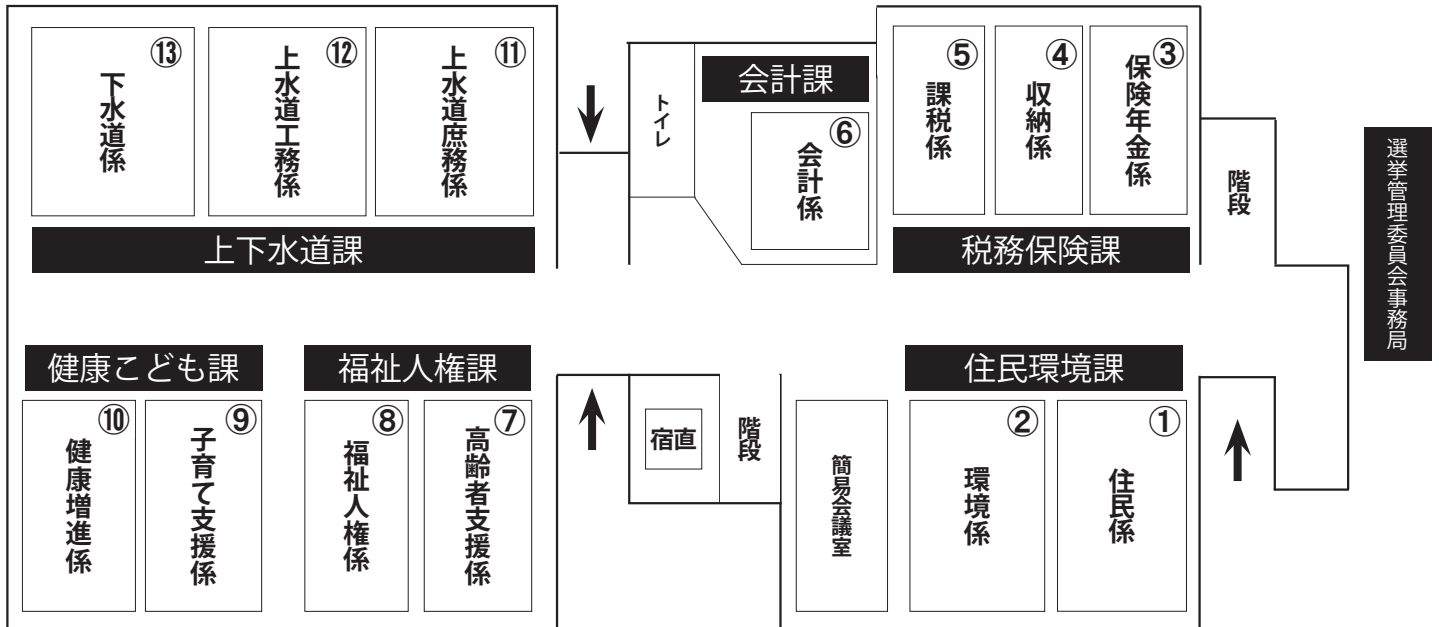 ⑬
下水道係
⑫
上水道工務係
⑪
上水道庶務係
上下水道課
トイレ
会計課
⑥
会計係
⑤
課税係
④
収納係
③
保険年金係
税務保険課
階段
選挙管理委員会事務局
健康こども課
⑩
健康増進係
⑨
子育て支援係
福祉人権課
⑧
福祉人権係
⑦
高齢者支援係
宿直
階段
簡易会議室
住民環境課
②
環境係
①
住民係